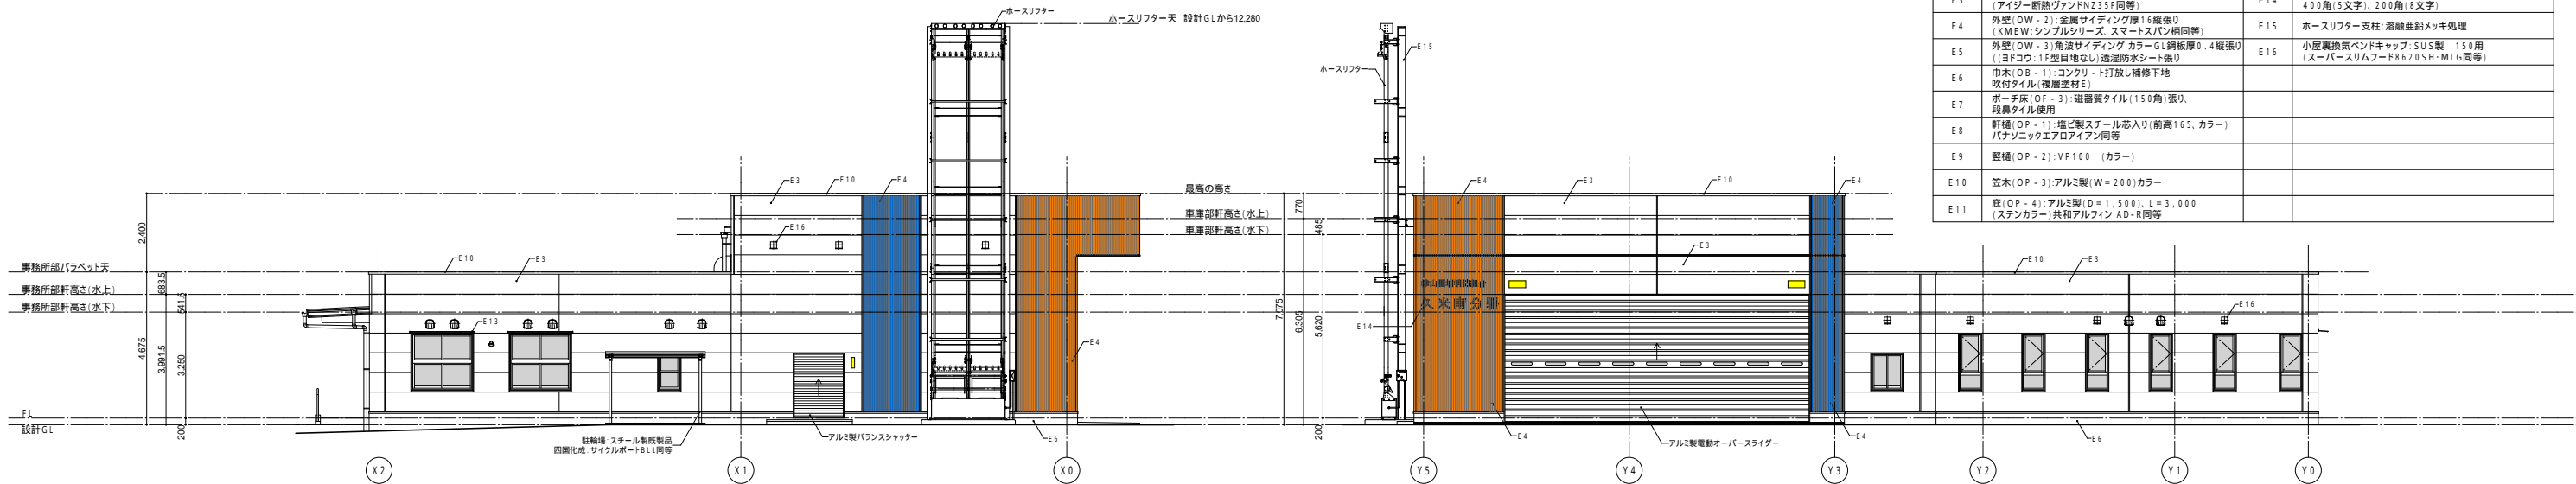 (アイジー断熱ヴァンドNZ35F同等)
400角(5文字)、200角(8文字)
E4
外壁(OW-2):金属サイディング厚16縦張り
(KMEW:シンプルシリーズ、スマートスパン柄同等)
E15
ホースリフター支柱:溶融亜鉛メッキ処理
E5
外壁(OW-3)角波サイディング カラーGL鋼板厚0.4縦張り
((ヨドコウ:1F型目地なし)透湿防水シート張り
E16
小屋裏換気ベンドキャップ:SUS製 150用
(スーパースリムフード8620SH・MLG同等)
E6
巾木(OB-1):コンクリ-ト打放し補修下地
吹付タイル(複層塗材E)
E7
ポーチ床(OF-3):磁器質タイル(150角)張り、
段鼻タイル使用
E8
軒樋(OP-1):塩ビ製スチール芯入り(前高165、カラー)
パナソニックエアロアイアン同等
E9
竪樋(OP-2):VP100 (カラー)
E10
笠木(OP-3):アルミ製(W=200)カラー
E11
庇(OP-4):アルミ製(D=1,500)、L=3,000
(ステンカラー)共和アルフィン AD-R同等
ホースリフター
ホースリフター天 設計GLから12,280
E15
ホースリフター
E3
E10
E4
最高の高さ
車庫部軒高さ(水上)
車庫部軒高さ(水下)
770
485
E4
E3
E10
E4
2,400
E16
E3
事務所部パラペット天
E10
E3
E10
E3
683.5
541.5
事務所部軒高さ(水上)
事務所部軒高さ(水下)
久米南分署
E16
E13
E14
4,675
3,991.5
3,250
E4
7,075
6,305
5,620
FL
設計GL
200
200
駐輪場:スチール製既製品
四国化成:サイクルポートBLL同等
アルミ製バランスシャッター
E6
E4
アルミ製電動オーバースライダー
E4
E6
X2
X1
X0
Y5
Y4
Y3
Y2
Y1
Y0